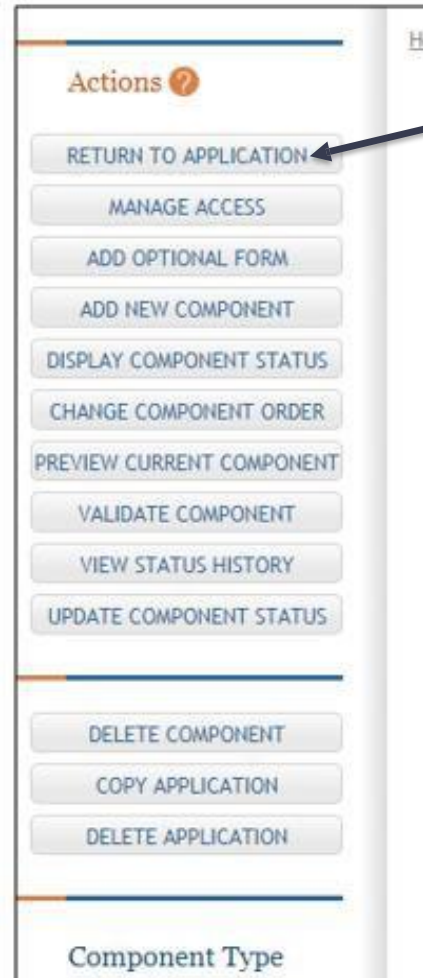 Actions ?
RETURN TO APPLICATION
MANAGE ACCESS
ADD OPTIONAL FORM
ADD NEW COMPONENT
DISPLAY COMPONENT STATUS
CHANGE COMPONENT ORDER
PREVIEW CURRENT COMPONENT
VALIDATE COMPONENT
VIEW STATUS HISTORY
UPDATE COMPONENT STATUS
DELETE COMPONENT
COPY APPLICATION
DELETE APPLICATION
Component Type